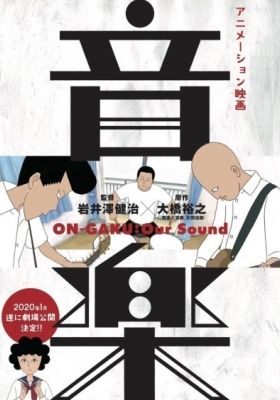 アニメーション映画
音
監督
岩井澤健治
原作
大橋裕之
ON-GAKU:Our Sound
楽
2020年1月
遂に劇場公開
決定!!